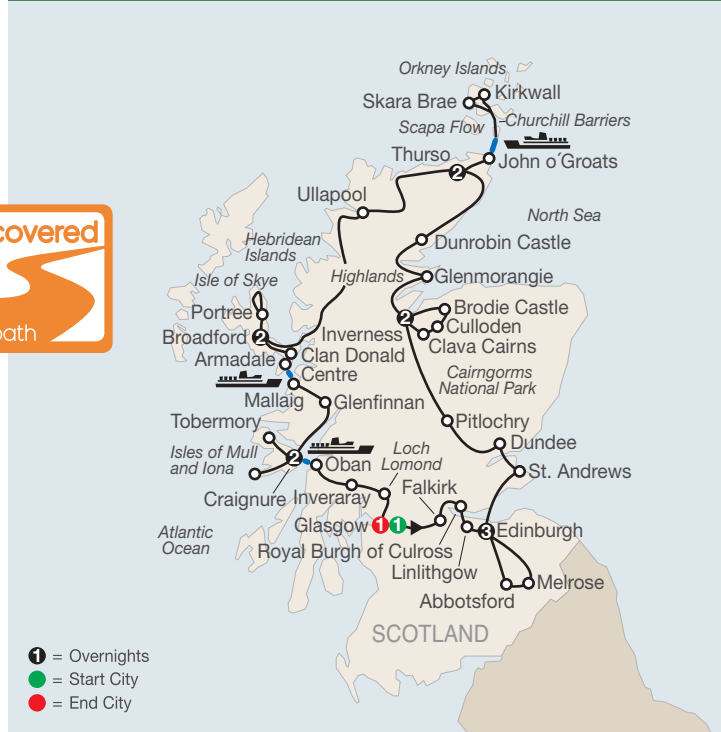 Orkney Islands
Kirkwall
Skara Brae
Churchill Barriers
Scapa Flow
Thurso
2
John o´Groats
Ullapool
North Sea
covered
Hebridean
Islands
Dunrobin Castle
Isle of Skye
Highlands
Glenmorangie
Portree
Brodie Castle
2
Culloden
path
Broadford
2
Inverness
Clava Cairns
Armadale
Clan Donald
Centre
Cairngorms
National Park
Mallaig
Glenfinnan
Tobermory
Pitlochry
Isles of Mull
and Iona
2
Oban
Loch
Lomond
Dundee
St. Andrews
Craignure
Inveraray
Falkirk
Glasgow
1
1
3
Edinburgh
Atlantic
Ocean
Royal Burgh of Culross
Linlithgow
Abbotsford
Melrose
SCOTLAND
1 = Overnights
= Start City
= End City